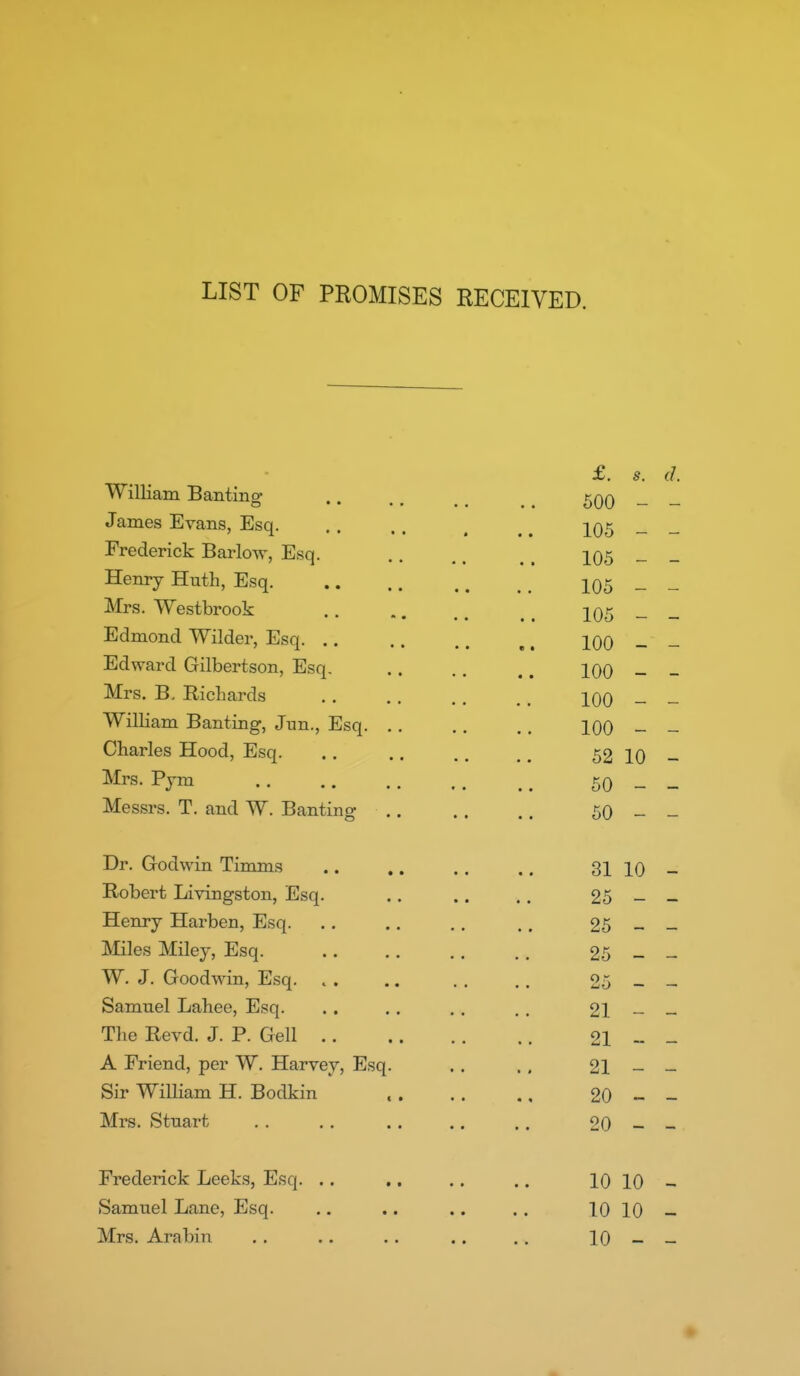 LIST OF PROMISES RECEIVED.
£. s. d.
William Banting .. .. .. .. 500 – –
James Evans, Esq. .. .. . .. 105 – –
Frederick Barlow, Esq. .. .. .. 105 – –
Henry Huth, Esq. .. .. .. .. 105 – –
Mrs. Westbrook .. .. .. .. 105 – –
Edmond Wilder, Esq. .. .. .. .. 100 – –
Edward Gilbertson, Esq. .. .. .. 100 – –
Mrs. B. Richards .. .. .. .. 100 – –
William Banting, Jun., Esq. .. .. .. 100 – –
Charles Hood, Esq. .. .. .. .. 52 10 –
Mrs. Pym .. .. .. .. .. 50 – –
Messrs. T. and W. Banting .. .. .. 50 – –
Dr. Godwin Timms .. .. .. .. 31 10 –
Robert Livingston, Esq. .. .. .. 25 – –
Henry Harben, Esq. .. .. .. .. 25 – –
Miles Miley, Esq. .. .. .. .. 25 – –
W. J. Goodwin, Esq. .. .. .. .. 25 – –
Samuel Lahee, Esq. .. .. .. .. 21 – –
The Revd. J. P. Gell .. .. .. .. 21 – –
A Friend, per W. Harvey, Esq. .. .. 21 – –
Sir William H. Bodkin .. .. .. 20 – –
Mrs. Stuart .. .. .. .. .. 20 – –
Frederick Leeks, Esq. .. .. .. .. 10 10 –
Samuel Lane, Esq. .. .. .. .. 10 10 –
Mrs. Arabin .. .. .. .. .. 10 – –